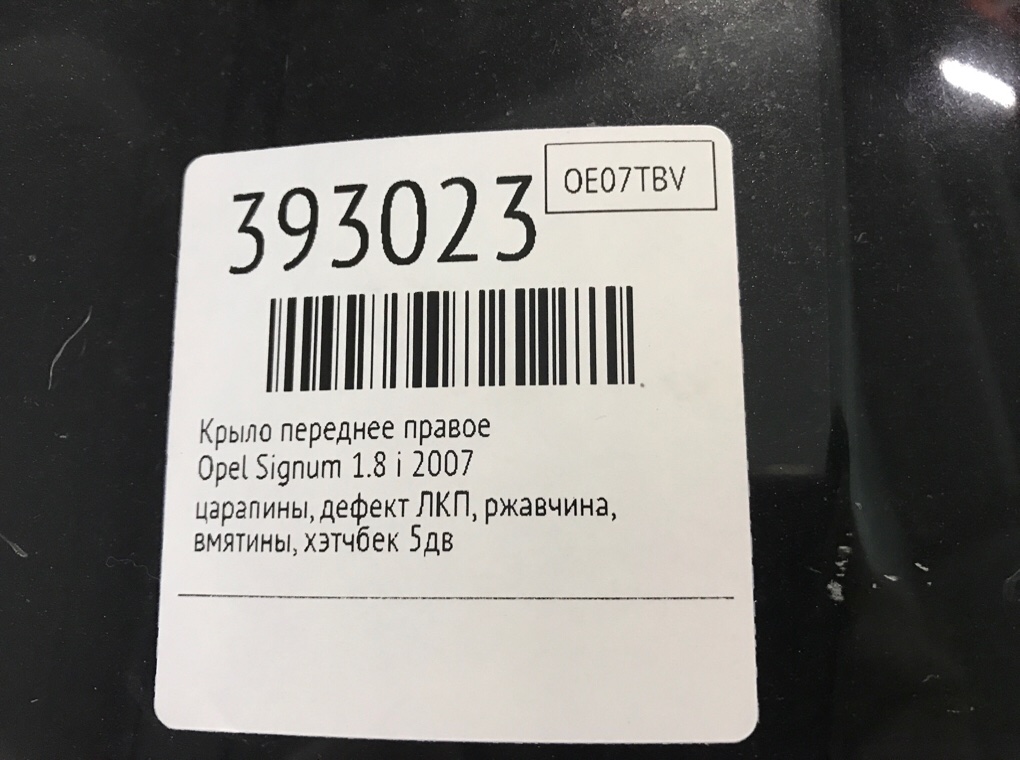 393023
OE07TBV
Крыло переднее правое
Opel Signum 1.8 i 2007
царапины, дефект ЛКП, ржавчина,
вмятины, хэтчбек 5дв